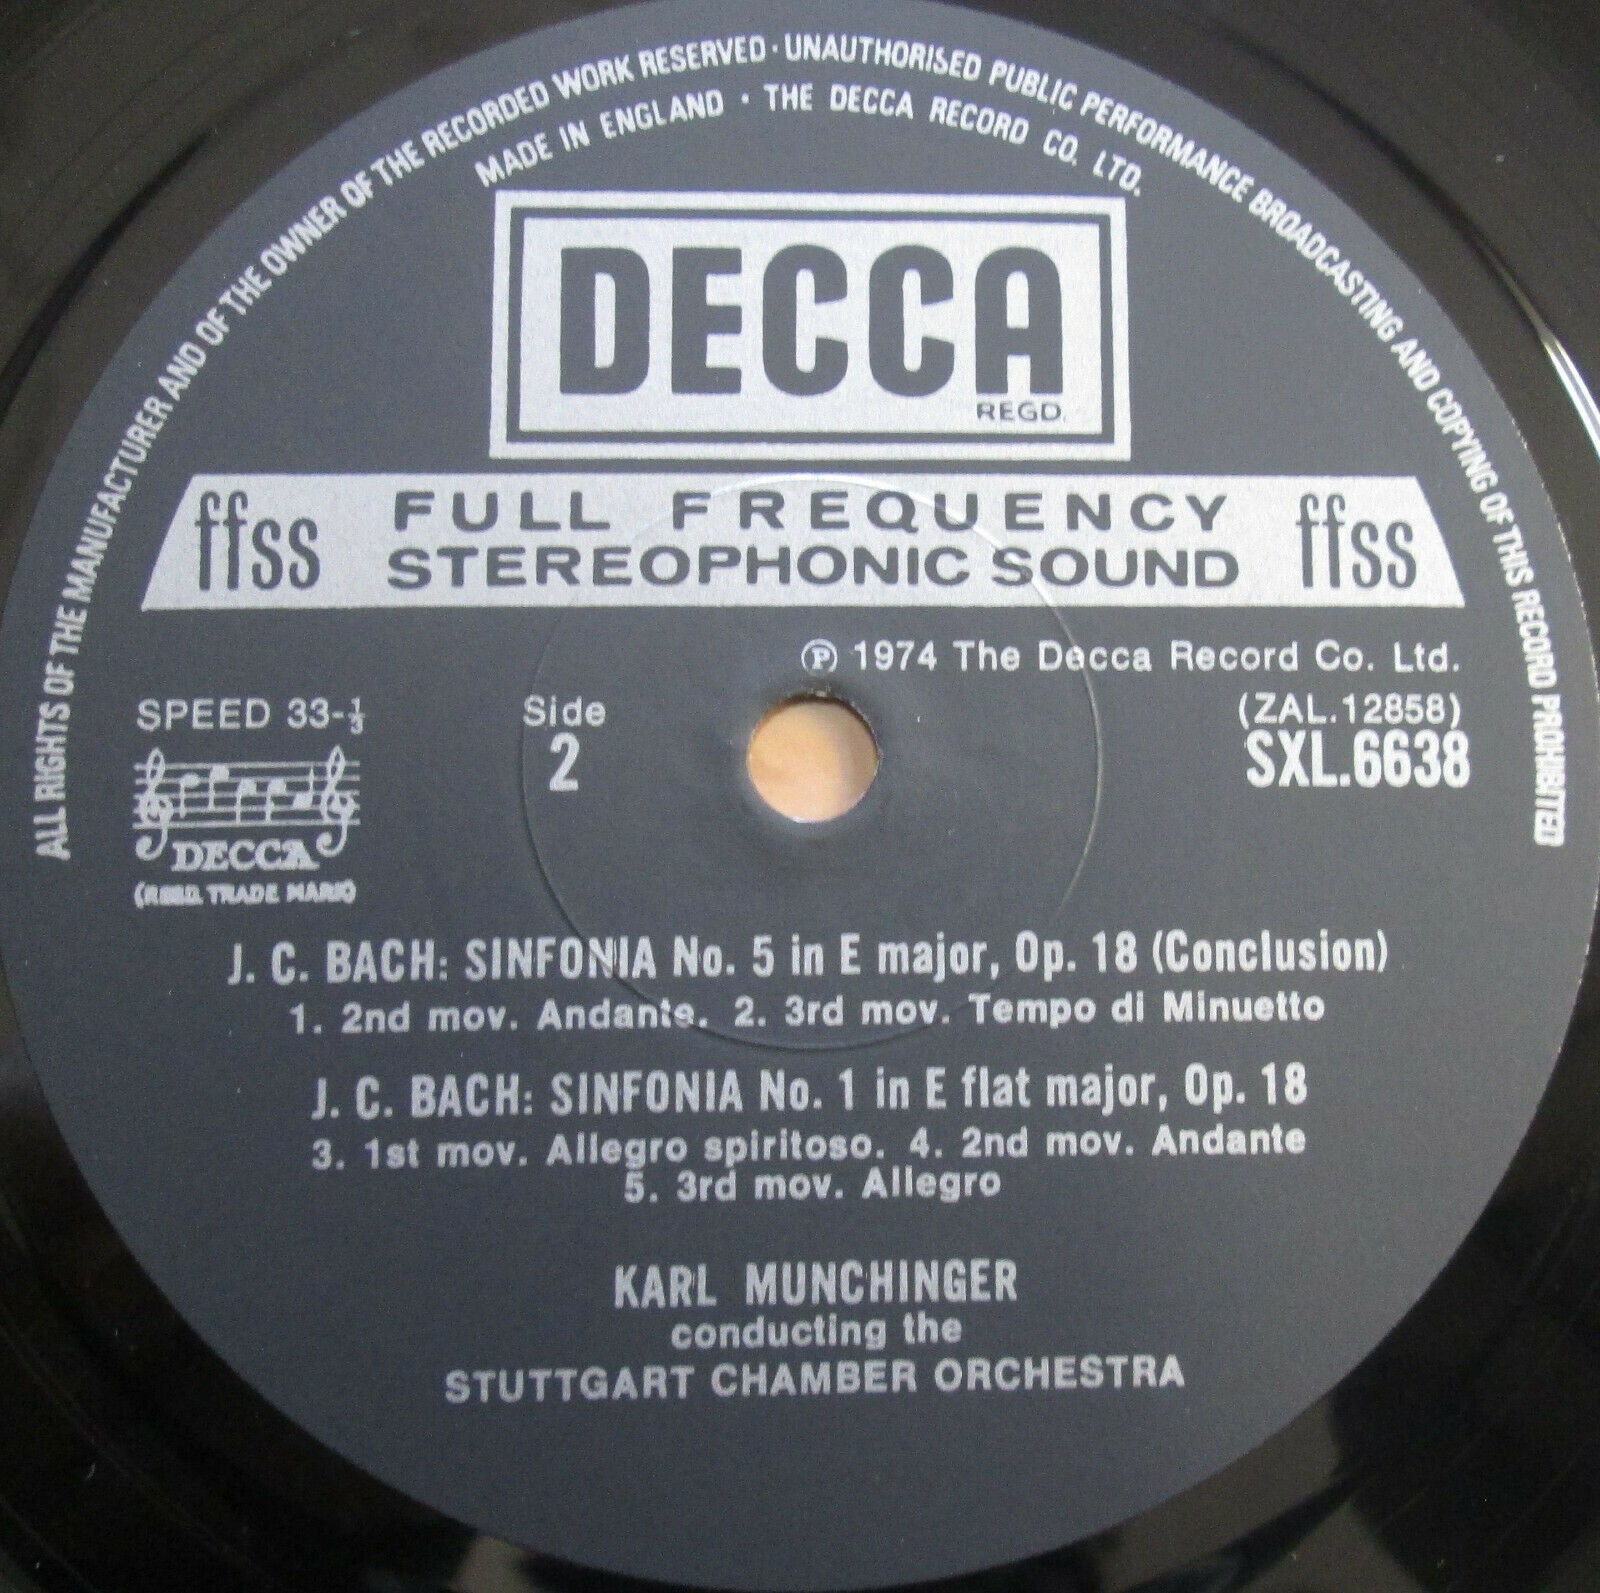 ALL RIGHTS OF THE MANUFACTURER AND OF THE OWNER OF THE RECORDED WORK RESERVED · UNAUTHORISED PUBLIC PERFORMANCE BROADCASTING AND COPYING OF THIS RECORD PROHIBITED
MADE IN ENGLAND · THE DECCA RECORD CO. LTD.
DECCA
REGD.
ffss FULL FREQUENCY ffss
STEREOPHONIC SOUND
℗ 1974 The Decca Record Co. Ltd.
SPEED 33-⅓ Side (ZAL.12858)
2 SXL.6638
DECCA
(REGD. TRADE MARK)
J. C. BACH: SINFONIA No. 5 in E major, Op. 18 (Conclusion)
1. 2nd mov. Andante. 2. 3rd mov. Tempo di Minuetto
J. C. BACH: SINFONIA No. 1 in E flat major, Op. 18
3. 1st mov. Allegro spiritoso. 4. 2nd mov. Andante
5. 3rd mov. Allegro
KARL MUNCHINGER
conducting the
STUTTGART CHAMBER ORCHESTRA